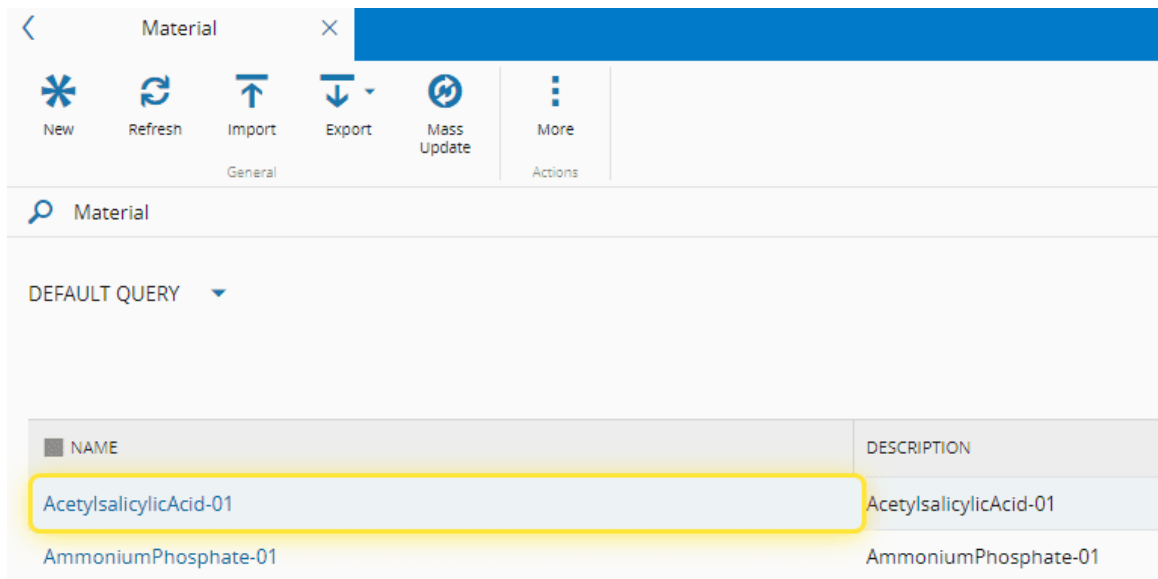 Material
New Refresh Import Export Mass Update More
General Actions
Material
DEFAULT QUERY
NAME DESCRIPTION
AcetylsalicylicAcid-01 AcetylsalicylicAcid-01
AmmoniumPhosphate-01 AmmoniumPhosphate-01